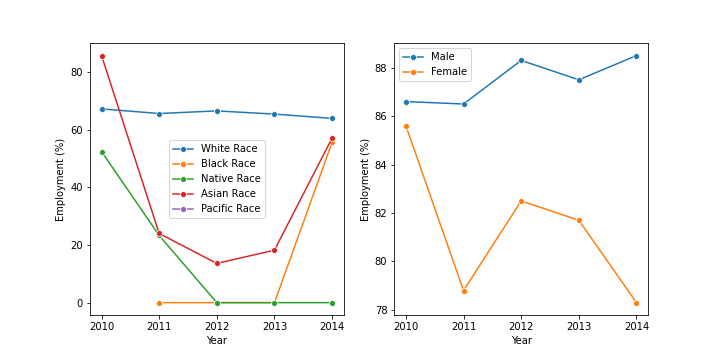 80
60
40
20
0
Employment (%)
2010 2011 2012 2013 2014
Year
White Race
Black Race
Native Race
Asian Race
Pacific Race
88
86
84
82
80
78
Employment (%)
2010 2011 2012 2013 2014
Year
Male
Female